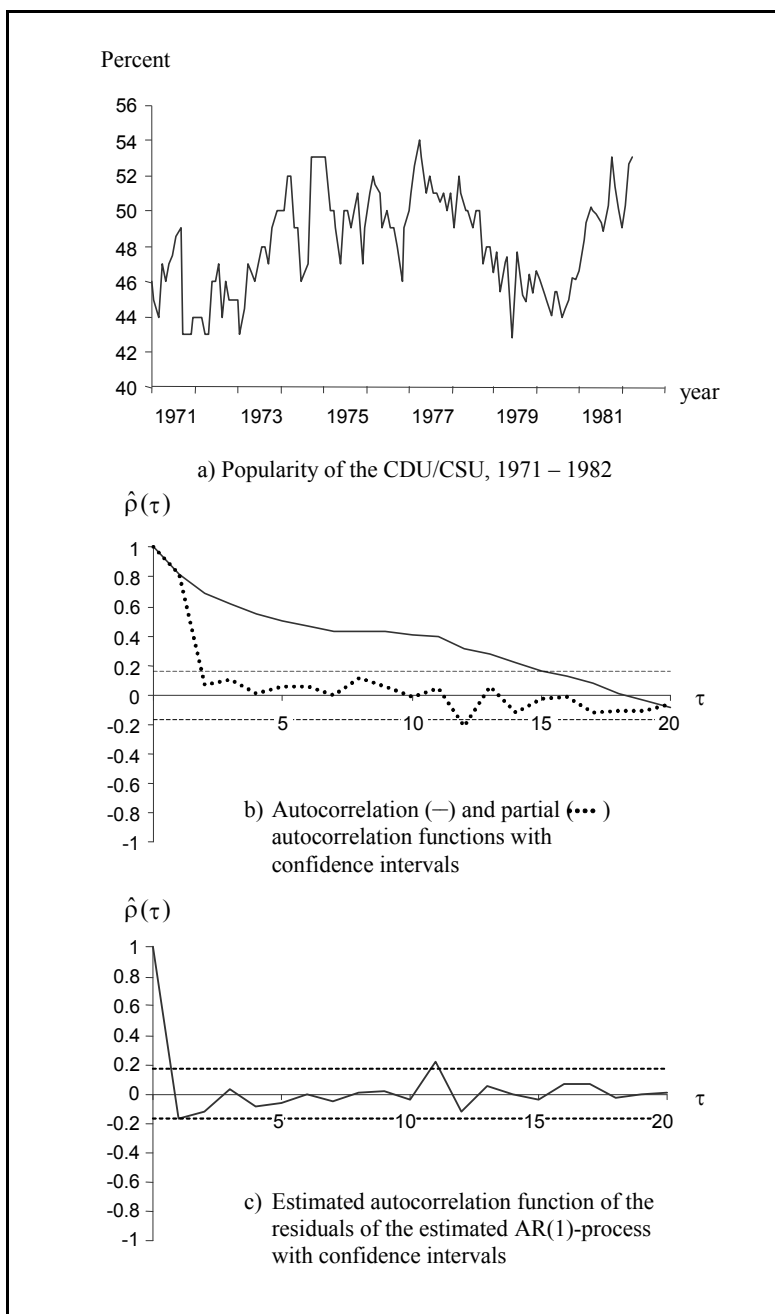 Percent
56
54
52
50
48
46
44
42
40
year
1971 1973 1975 1977 1979 1981
a) Popularity of the CDU/CSU, 1971 – 1982
ρ̂(τ)
1
0.8
0.6
0.4
0.2
0
-0.2
-0.4
-0.6
-0.8
-1
5 10 15 20
τ
b) Autocorrelation (—) and partial (••••)
autocorrelation functions with
confidence intervals
ρ̂(τ)
1
0.8
0.6
0.4
0.2
0
-0.2
-0.4
-0.6
-0.8
-1
5 10 15 20
τ
c) Estimated autocorrelation function of the
residuals of the estimated AR(1)-process
with confidence intervals